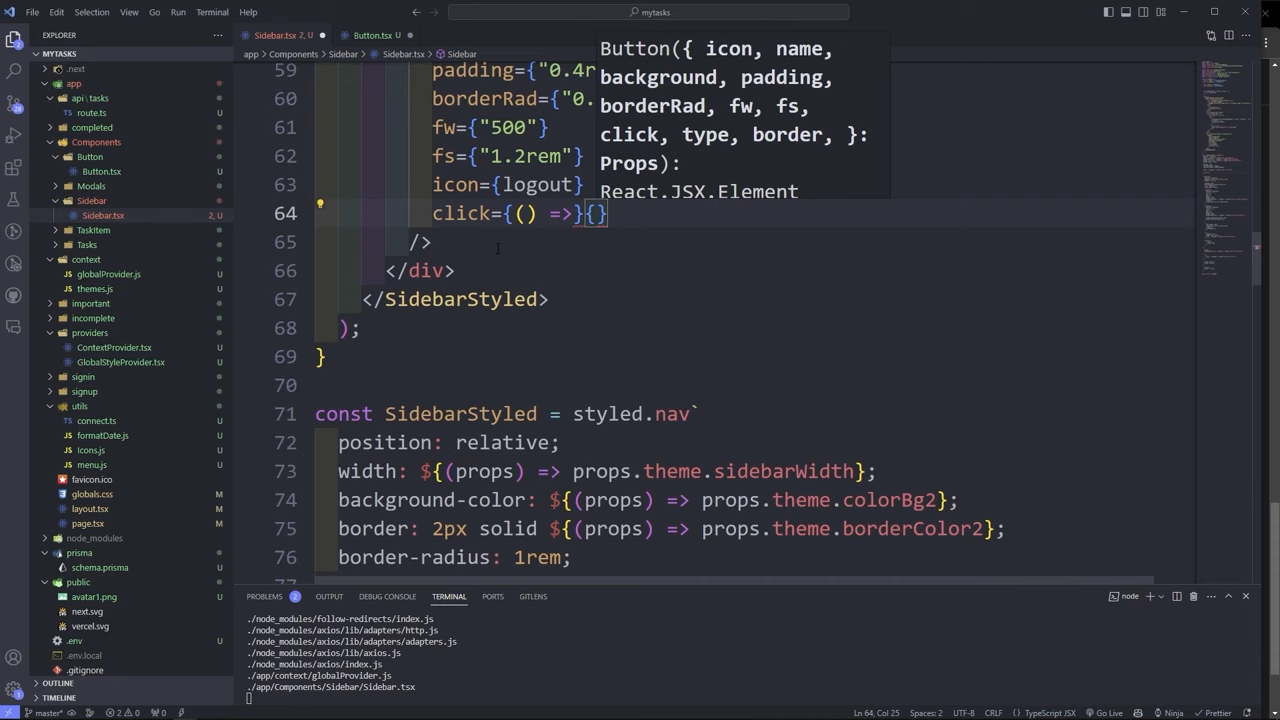 File Edit Selection View Go Run Terminal Help
mytasks
EXPLORER
Sidebar.tsx 2, U
Button.tsx U
MYTASKS
app > Components > Sidebar > Sidebar.tsx > Sidebar
.next
app
api\tasks
route.ts U
completed
Components
Button
Button.tsx U
Modals
Sidebar
Sidebar.tsx 2, U
TaskItem
Tasks
context
globalProvider.js U
themes.js U
important
incomplete
providers
ContextProvider.tsx U
GlobalStyleProvider.tsx U
signin
signup
utils
connect.ts U
formatDate.js U
Icons.js U
menu.js U
favicon.ico
globals.css M
layout.tsx M
page.tsx M
node_modules
prisma
schema.prisma U
public
avatar1.png U
next.svg
vercel.svg
.env U
.env.local
.gitignore
OUTLINE
TIMELINE
59 padding={"0.4r
60 borderRad={"0.
61 fw={"500"}
62 fs={"1.2rem"}
63 icon={logout}
64 click={() =>}{}
65 />
66 </div>
67 </SidebarStyled>
68 );
69 }
70
71 const SidebarStyled = styled.nav`
72 position: relative;
73 width: ${(props) => props.theme.sidebarWidth};
74 background-color: ${(props) => props.theme.colorBg2};
75 border: 2px solid ${(props) => props.theme.borderColor2};
76 border-radius: 1rem;
77
Button({ icon, name,
background, padding,
borderRad, fw, fs,
click, type, border, }:
Props):
React.JSX.Element
PROBLEMS 2 OUTPUT DEBUG CONSOLE TERMINAL PORTS GITLENS
node
./node_modules/follow-redirects/index.js
./node_modules/axios/lib/adapters/http.js
./node_modules/axios/lib/adapters/adapters.js
./node_modules/axios/lib/axios.js
./node_modules/axios/index.js
./app/context/globalProvider.js
./app/Components/Sidebar/Sidebar.tsx
master* 2 0 0 Ln 64, Col 25 Spaces: 2 UTF-8 CRLF TypeScript JSX Go Live Ninja Prettier